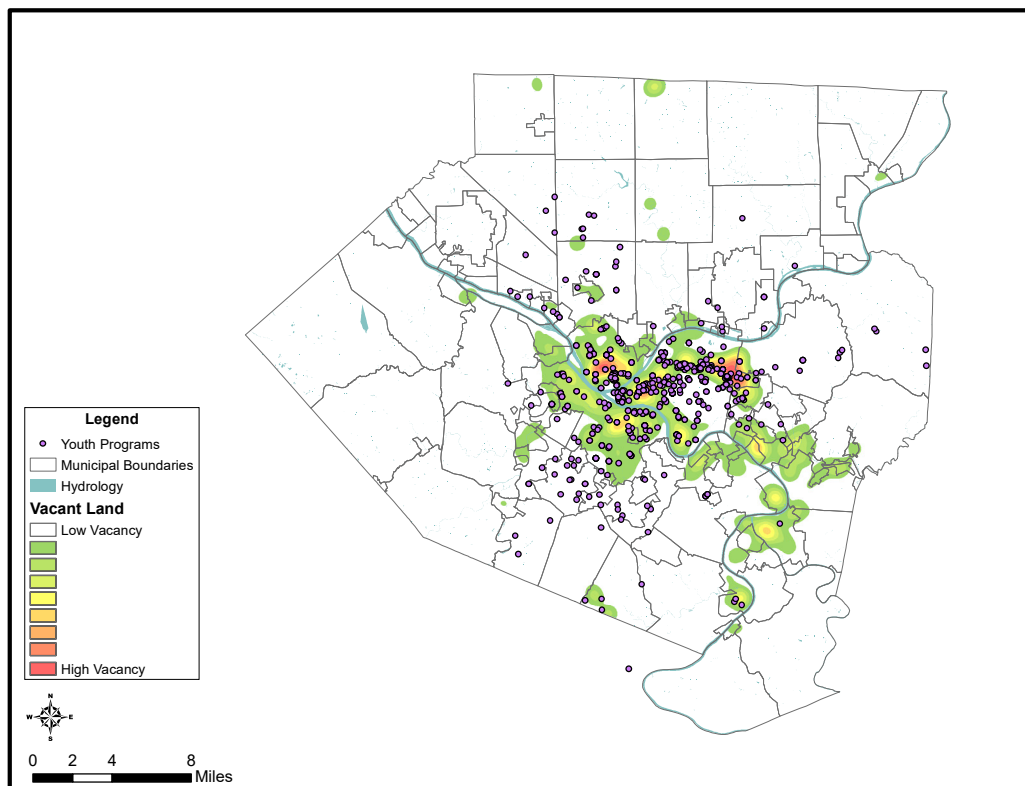 Legend
Youth Programs
Municipal Boundaries
Hydrology
Vacant Land
Low Vacancy
High Vacancy
N
W E
S
0 2 4 8
Miles